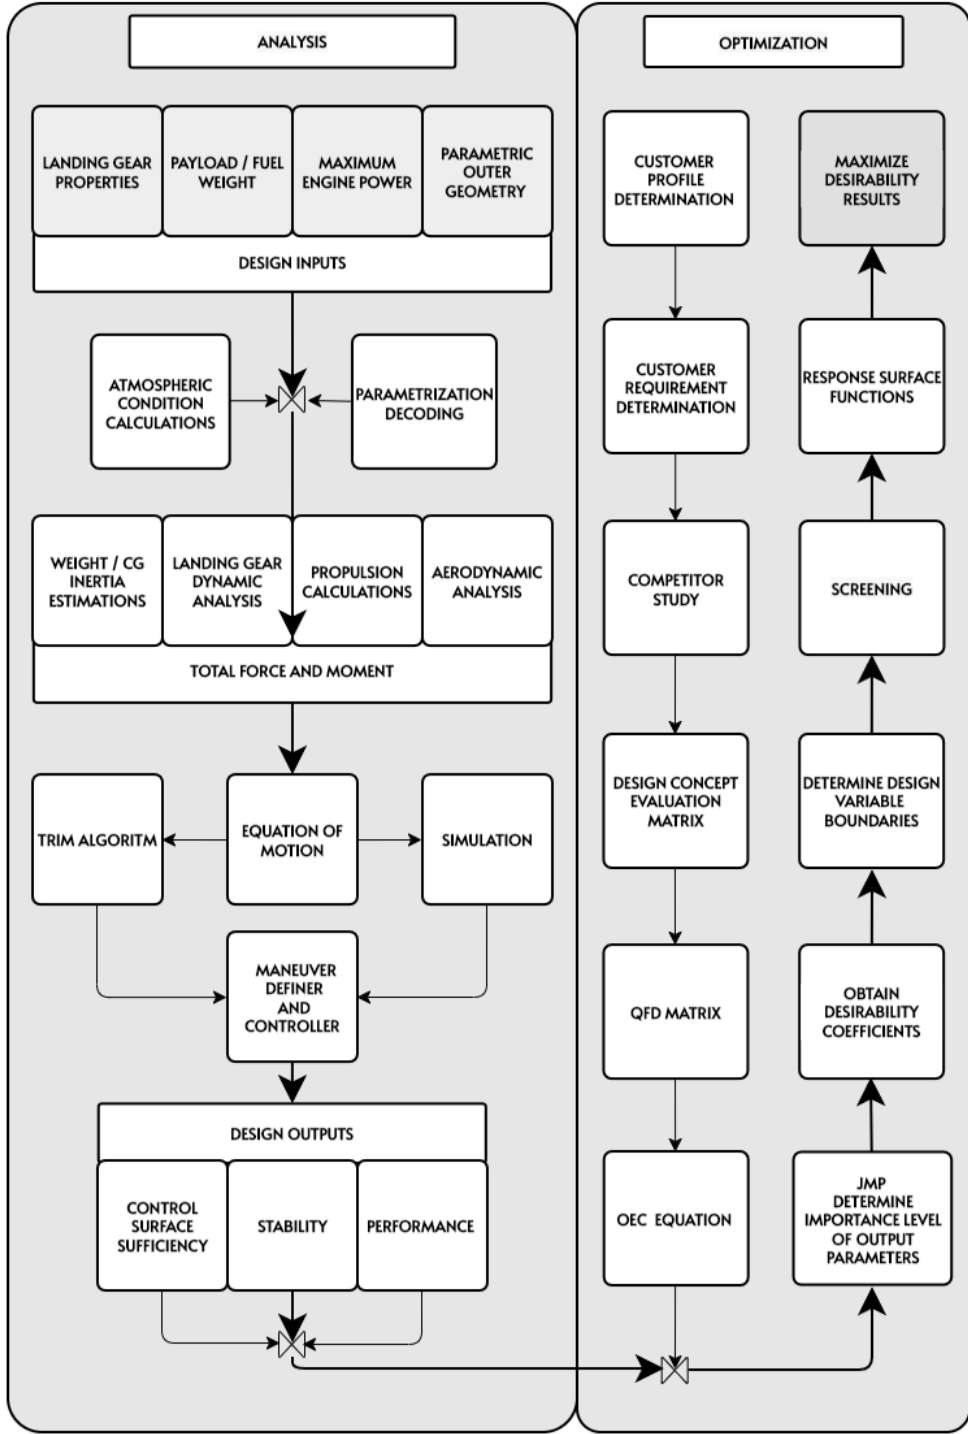 ANALYSIS
LANDING GEAR
PROPERTIES
PAYLOAD / FUEL
WEIGHT
MAXIMUM
ENGINE POWER
PARAMETRIC
OUTER
GEOMETRY
DESIGN INPUTS
ATMOSPHERIC
CONDITION
CALCULATIONS
PARAMETRIZATION
DECODING
WEIGHT / CG
INERTIA
ESTIMATIONS
LANDING GEAR
DYNAMIC
ANALYSIS
PROPULSION
CALCULATIONS
AERODYNAMIC
ANALYSIS
TOTAL FORCE AND MOMENT
TRIM ALGORITM
EQUATION OF
MOTION
SIMULATION
MANEUVER
DEFINER
AND
CONTROLLER
DESIGN OUTPUTS
CONTROL
SURFACE
SUFFICIENCY
STABILITY
PERFORMANCE
OPTIMIZATION
CUSTOMER
PROFILE
DETERMINATION
CUSTOMER
REQUIREMENT
DETERMINATION
COMPETITOR
STUDY
DESIGN CONCEPT
EVALUATION
MATRIX
QFD MATRIX
OEC EQUATION
JMP
DETERMINE
IMPORTANCE LEVEL
OF OUTPUT
PARAMETERS
OBTAIN
DESIRABILITY
COEFFICIENTS
DETERMINE DESIGN
VARIABLE
BOUNDARIES
SCREENING
RESPONSE SURFACE
FUNCTIONS
MAXIMIZE
DESIRABILITY
RESULTS